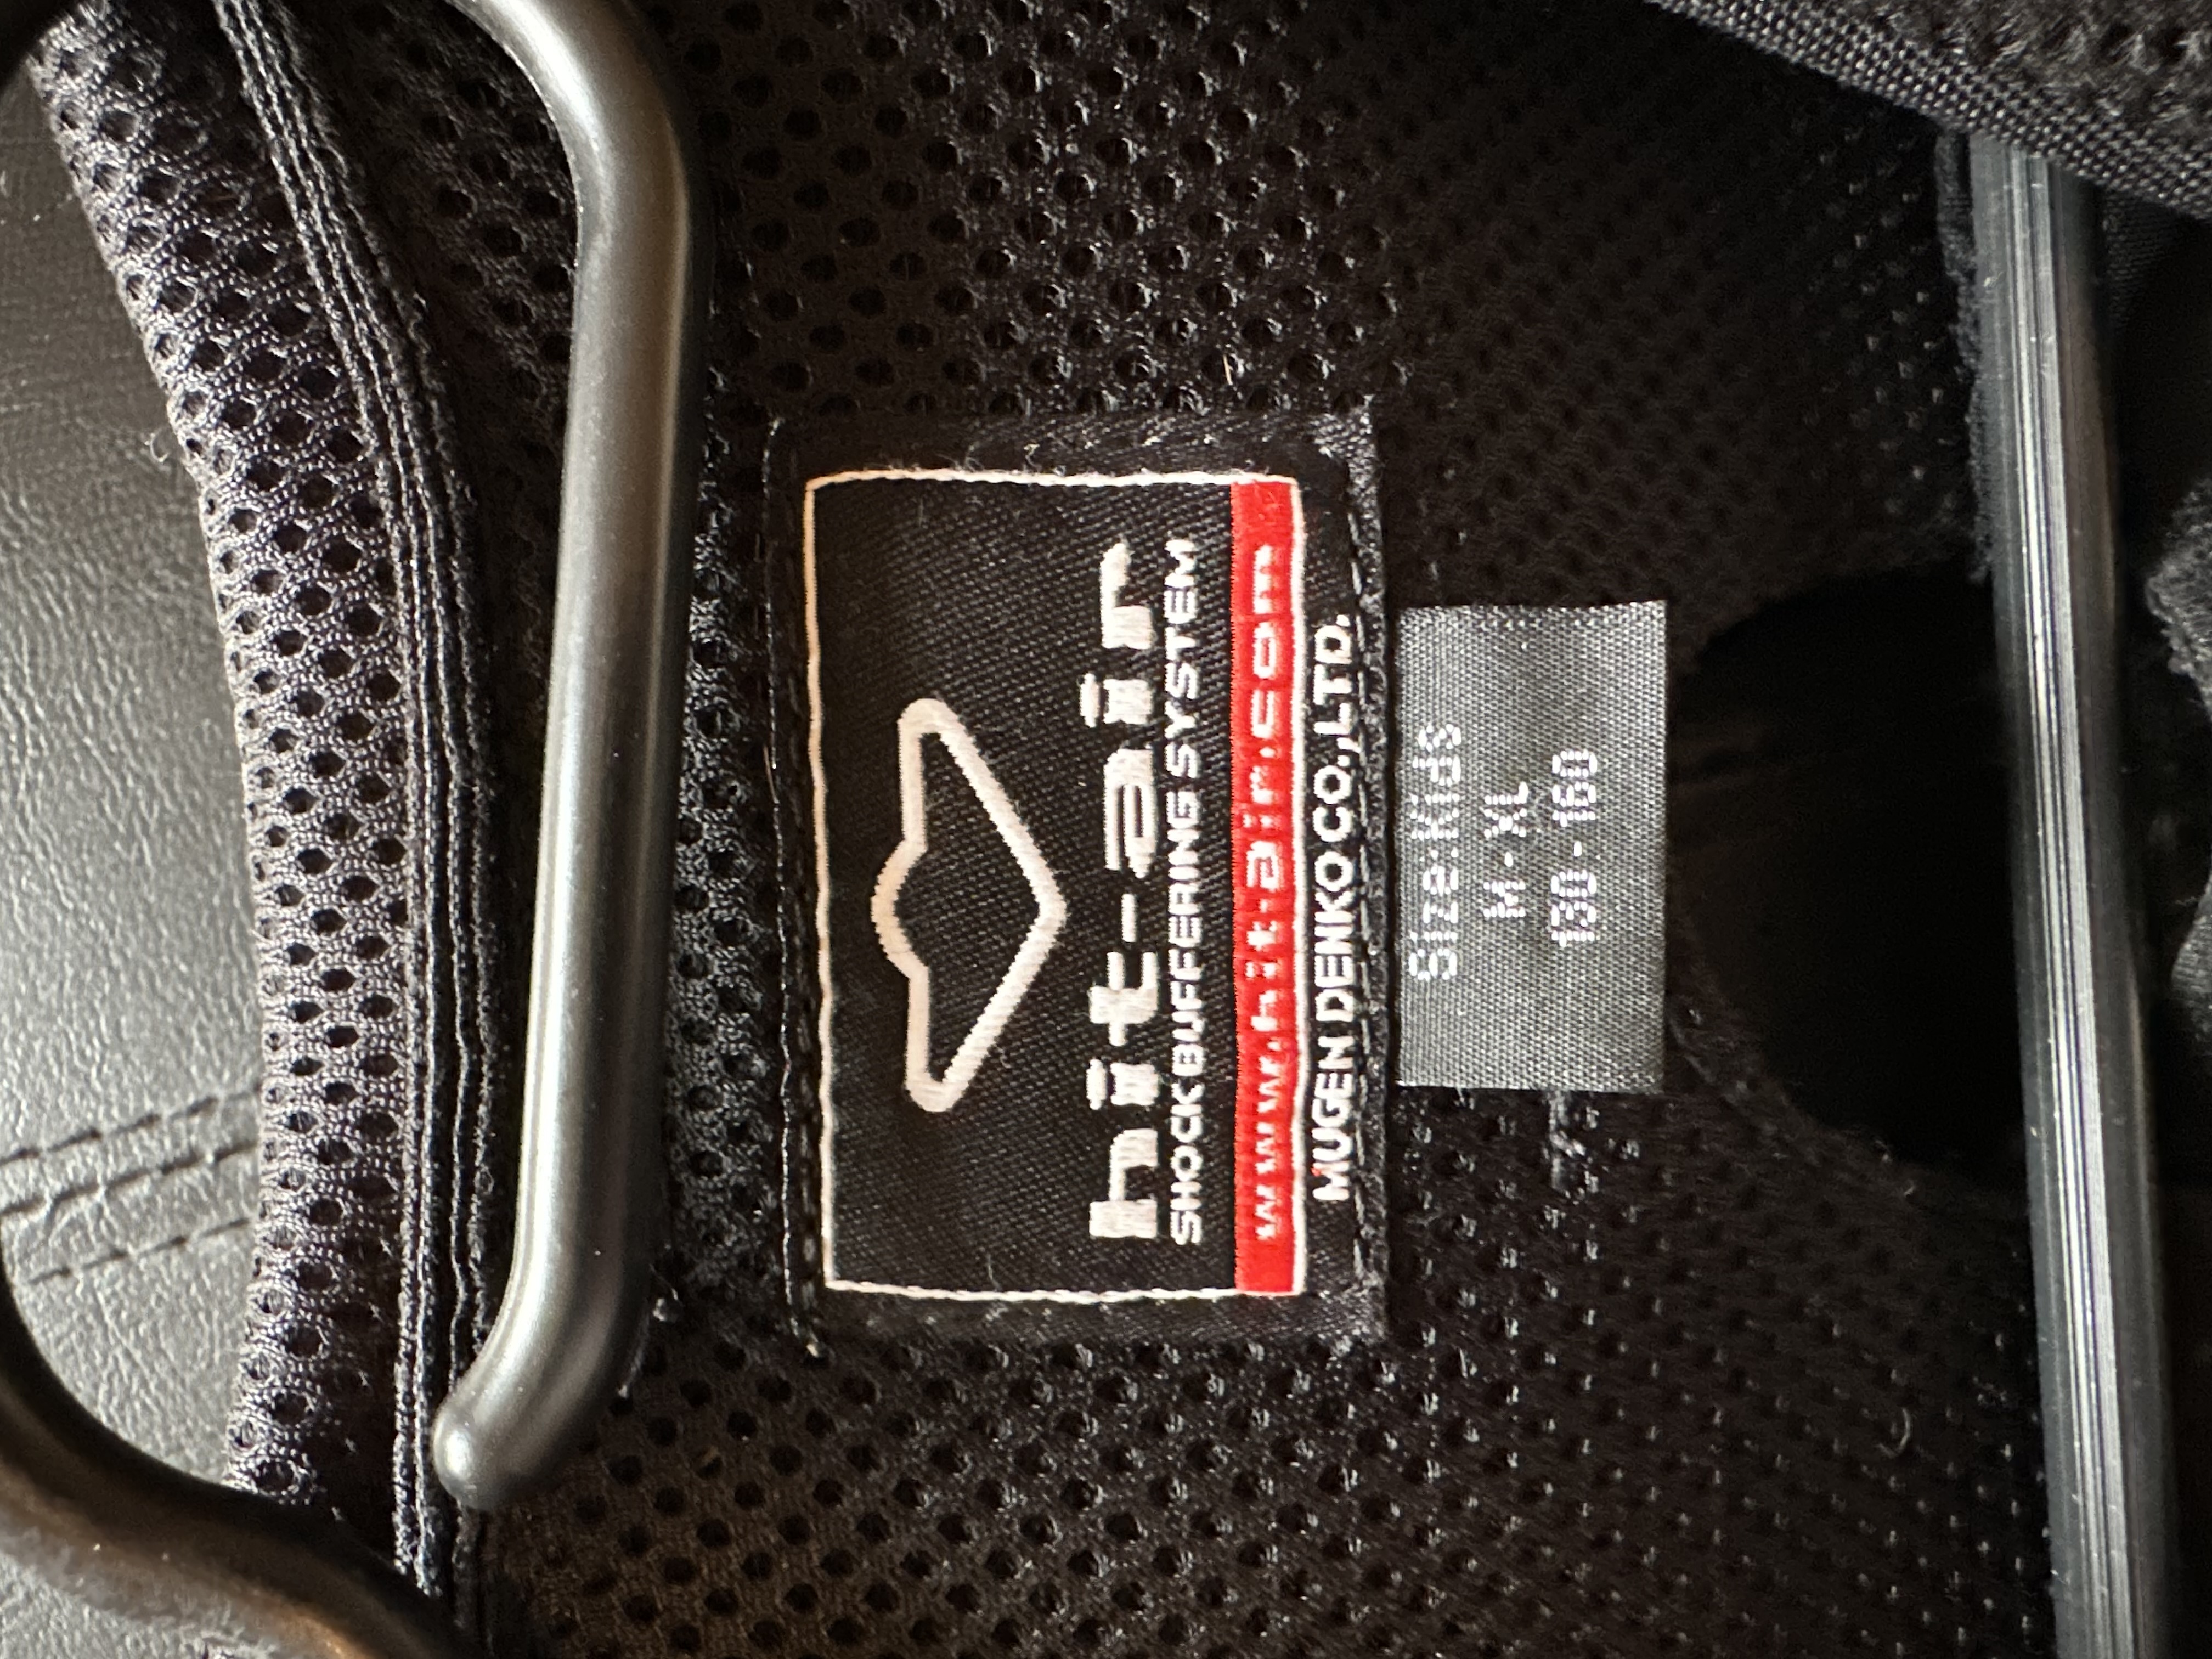 hit-air
SHOCK BUFFERING SYSTEM
www.hit-air.com
MUGEN DENKO CO.,LTD.
Size:Kids
M-XL
130-160